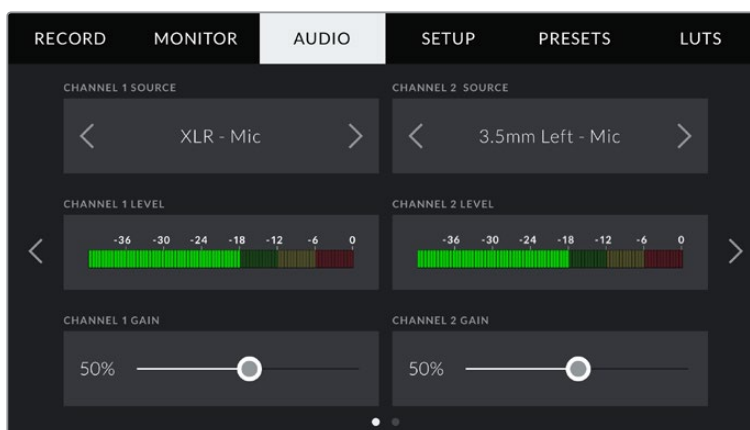 RECORD MONITOR AUDIO SETUP PRESETS LUTS
CHANNEL 1 SOURCE CHANNEL 2 SOURCE
XLR - Mic 3.5mm Left - Mic
CHANNEL 1 LEVEL CHANNEL 2 LEVEL
-36 -30 -24 -18 -12 -6 0 -36 -30 -24 -18 -12 -6 0
CHANNEL 1 GAIN CHANNEL 2 GAIN
50% 50%